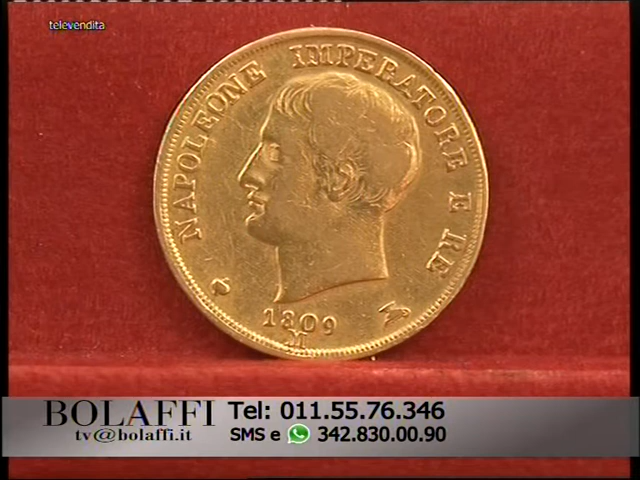 televendita
NAPOLEONE IMPERATORE E RE
1809
M
BOLAFFI
tv@bolaffi.it
Tel: 011.55.76.346
SMS e 342.830.00.90